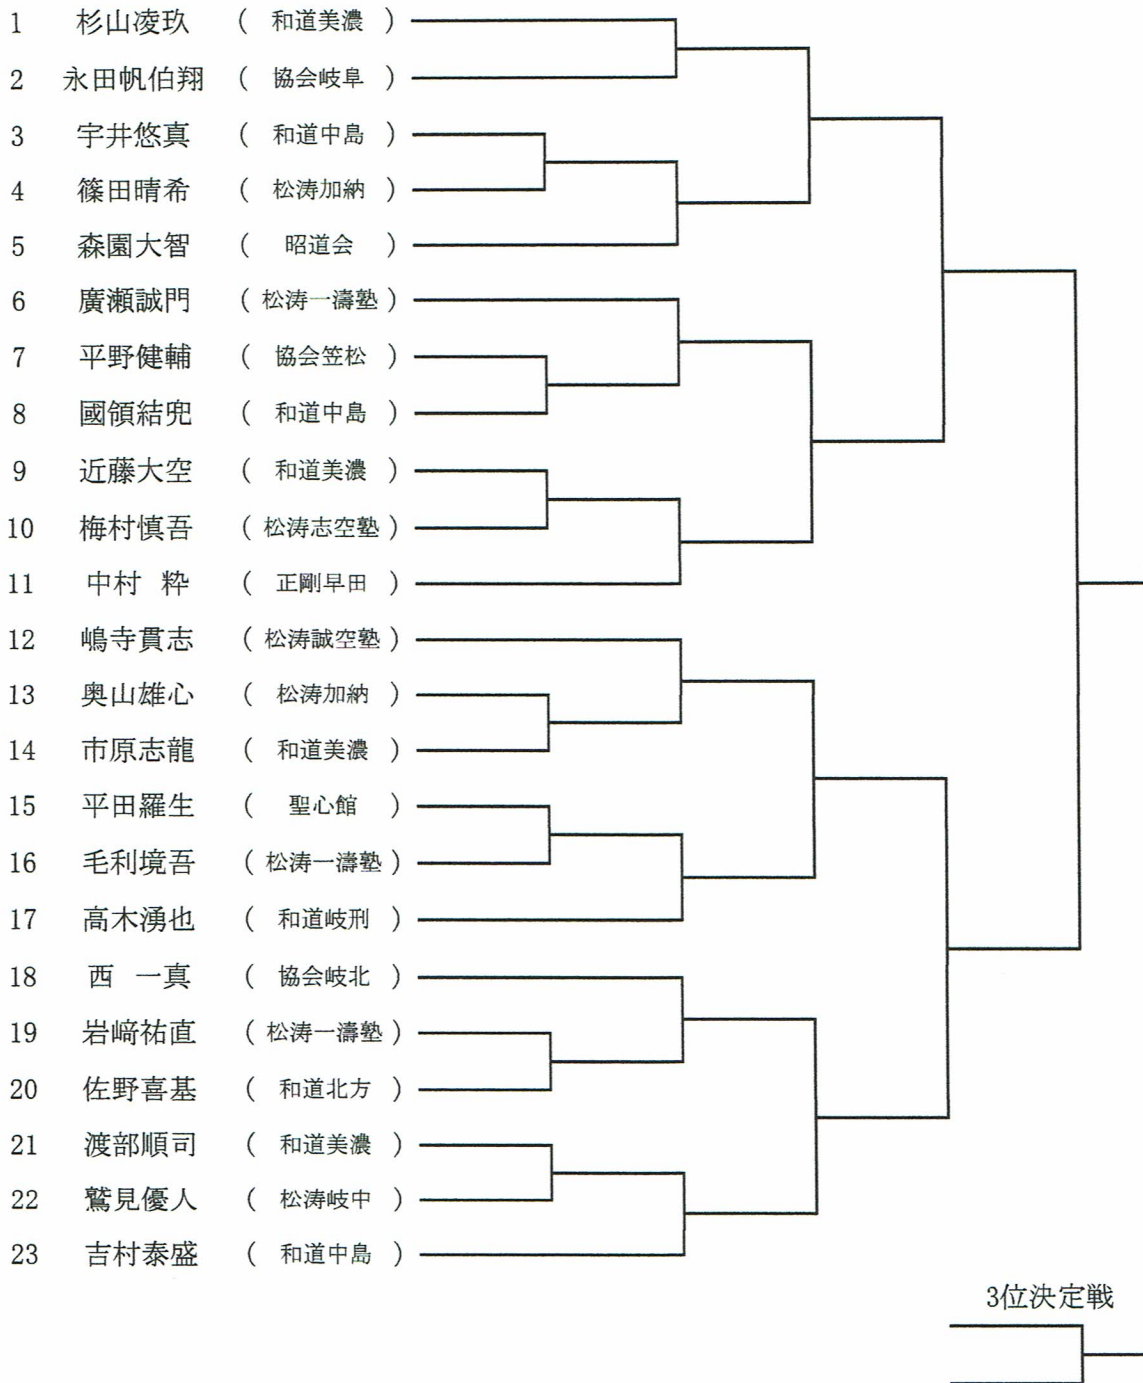 1 杉山凌玖 ( 和道美濃 )
2 永田帆伯翔 ( 協会岐阜 )
3 宇井悠真 ( 和道中島 )
4 篠田晴希 ( 松涛加納 )
5 森園大智 ( 昭道会 )
6 廣瀬誠門 ( 松涛一濤塾 )
7 平野健輔 ( 協会笠松 )
8 國領結兜 ( 和道中島 )
9 近藤大空 ( 和道美濃 )
10 梅村慎吾 ( 松涛志空塾 )
11 中村 粋 ( 正剛早田 )
12 嶋寺貫志 ( 松涛誠空塾 )
13 奥山雄心 ( 松涛加納 )
14 市原志龍 ( 和道美濃 )
15 平田羅生 ( 聖心館 )
16 毛利境吾 ( 松涛一濤塾 )
17 高木湧也 ( 和道岐刑 )
18 西 一真 ( 協会岐北 )
19 岩﨑祐直 ( 松涛一濤塾 )
20 佐野喜基 ( 和道北方 )
21 渡部順司 ( 和道美濃 )
22 鷲見優人 ( 松涛岐中 )
23 吉村泰盛 ( 和道中島 )
3位決定戦